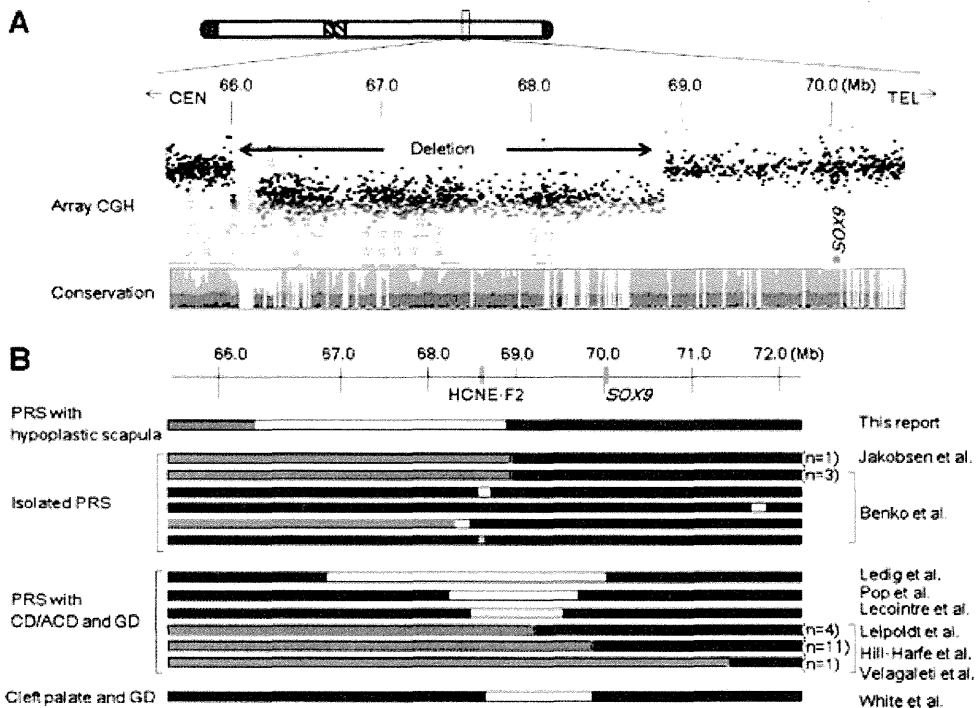 A
66.0 67.0 68.0 69.0 70.0 (Mb)
CEN TEL
Deletion
Array CGH
SOX9
Conservation
B
66.0 67.0 68.0 69.0 70.0 71.0 72.0 (Mb)
HCNE-F2 SOX9
PRS with
hypoplastic scapula
This report
Isolated PRS
(n=1) Jakobsen et al.
(n=3)
Benko et al.
PRS with
CD/ACD and GD
Ledig et al.
Pop et al.
Lecointre et al.
(n=4) Leipoldt et al.
(n=11) Hill-Harfe et al.
(n=1) Velagaleti et al.
Cleft palate and GD White et al.